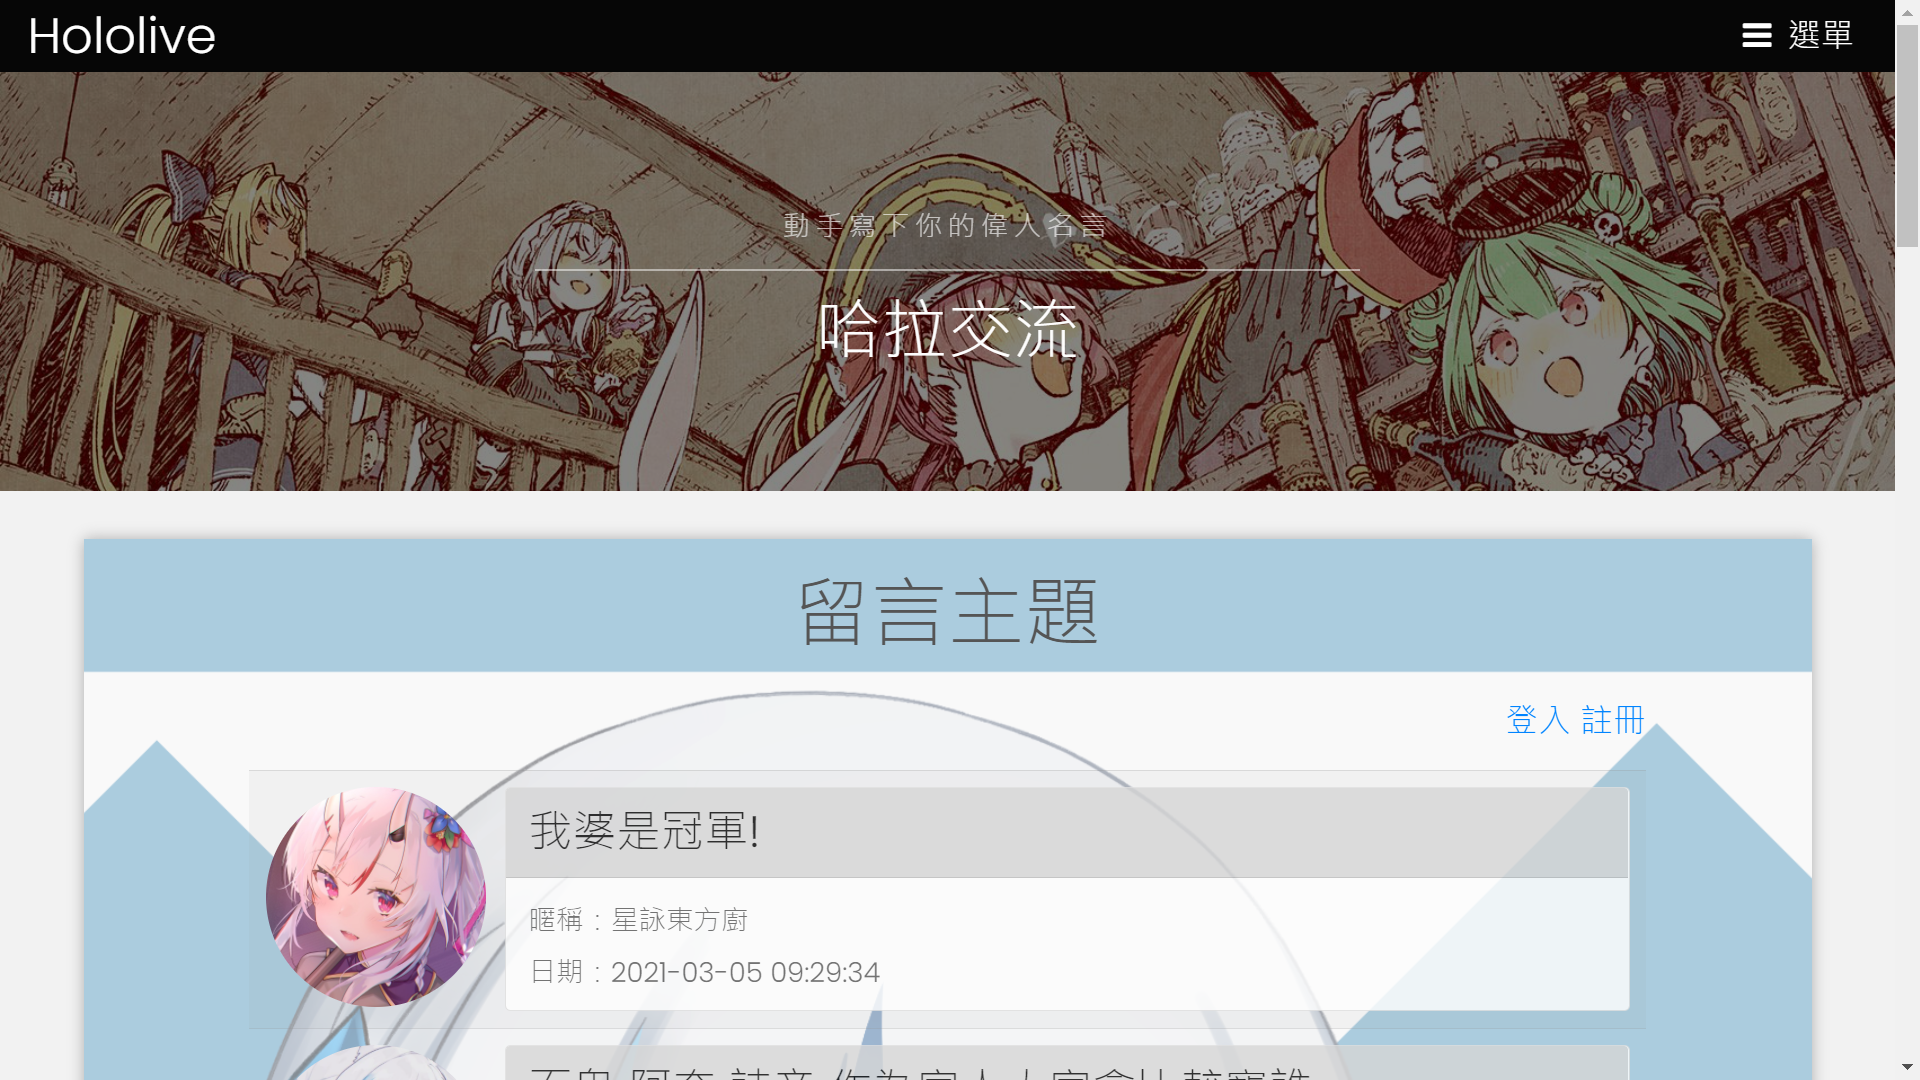 Hololive
選單
動手寫下你的偉人名言
哈拉交流
留言主題
登入 註冊
我婆是冠軍!
暱稱：星詠東方廚
日期：2021-03-05 09:29:34